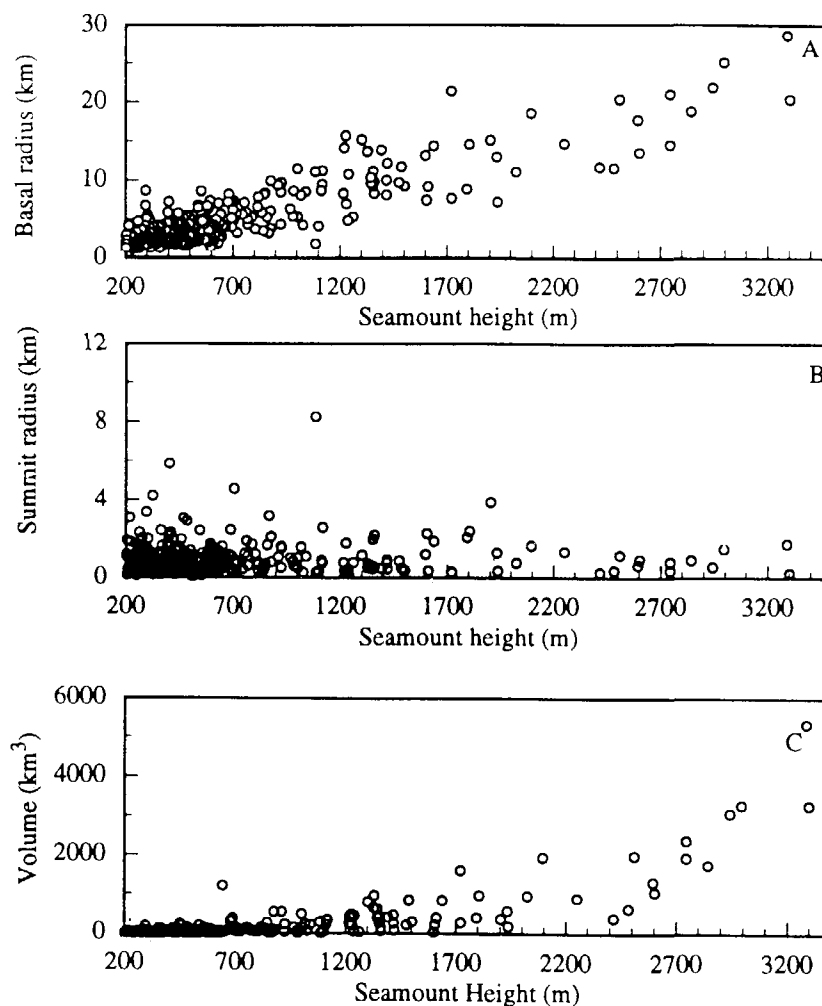 30
A
20
10
0
Basal radius (km)
200 700 1200 1700 2200 2700 3200
Seamount height (m)
12
B
8
4
0
Summit radius (km)
200 700 1200 1700 2200 2700 3200
Seamount height (m)
6000
C
4000
2000
0
Volume (km³)
200 700 1200 1700 2200 2700 3200
Seamount Height (m)